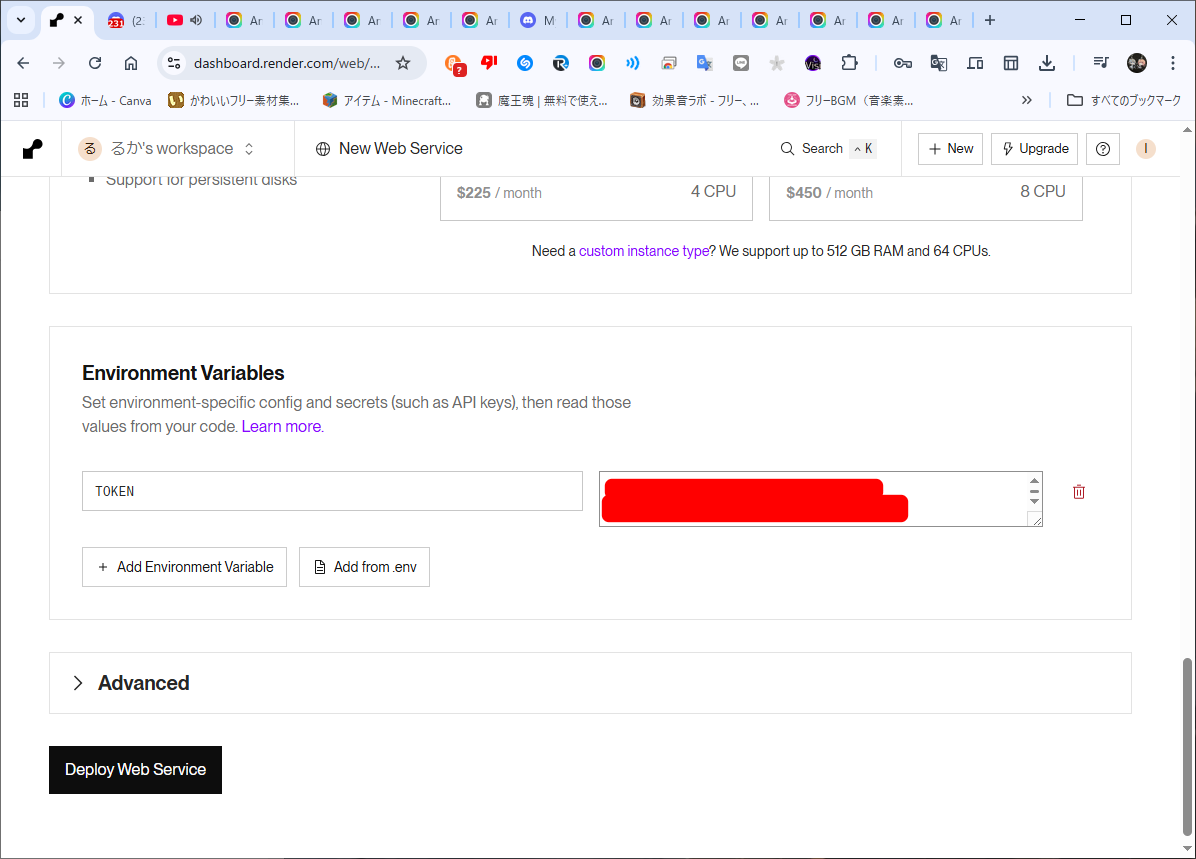 231
(2:
Ar
Ar
Ar
Ar
Ar
M
Ar
Ar
Ar
Ar
Ar
Ar
Ar
dashboard.render.com/web/...
ホーム - Canva
かわいいフリー素材集...
アイテム - Minecraft...
魔王魂 | 無料で使え...
効果音ラボ - フリー、...
フリーBGM（音楽素...
すべてのブックマーク
る
るか's workspace
New Web Service
Search
K
+ New
Upgrade
I
Support for persistent disks
$225 / month
4 CPU
$450 / month
8 CPU
Need a custom instance type? We support up to 512 GB RAM and 64 CPUs.
Environment Variables
Set environment-specific config and secrets (such as API keys), then read those
values from your code. Learn more.
TOKEN
+ Add Environment Variable
Add from .env
Advanced
Deploy Web Service